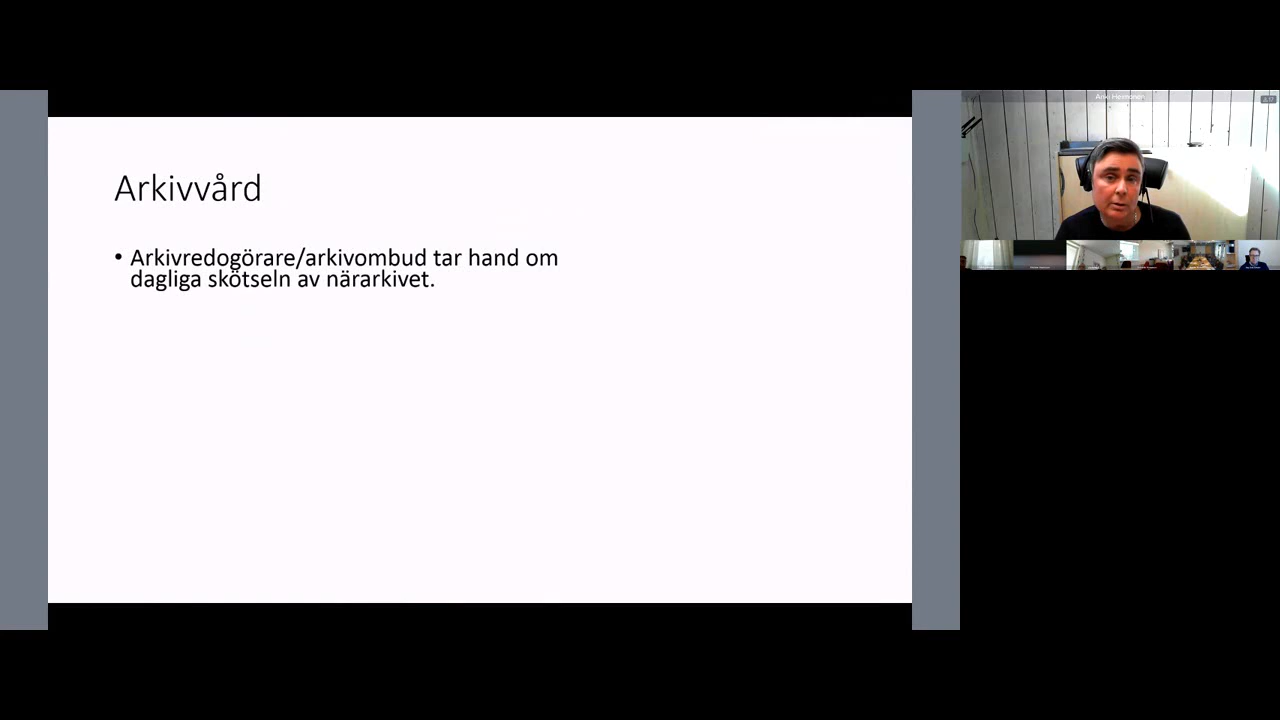 Arkivvård
• Arkivredogörare/arkivombud tar hand om
dagliga skötseln av närarkivet.